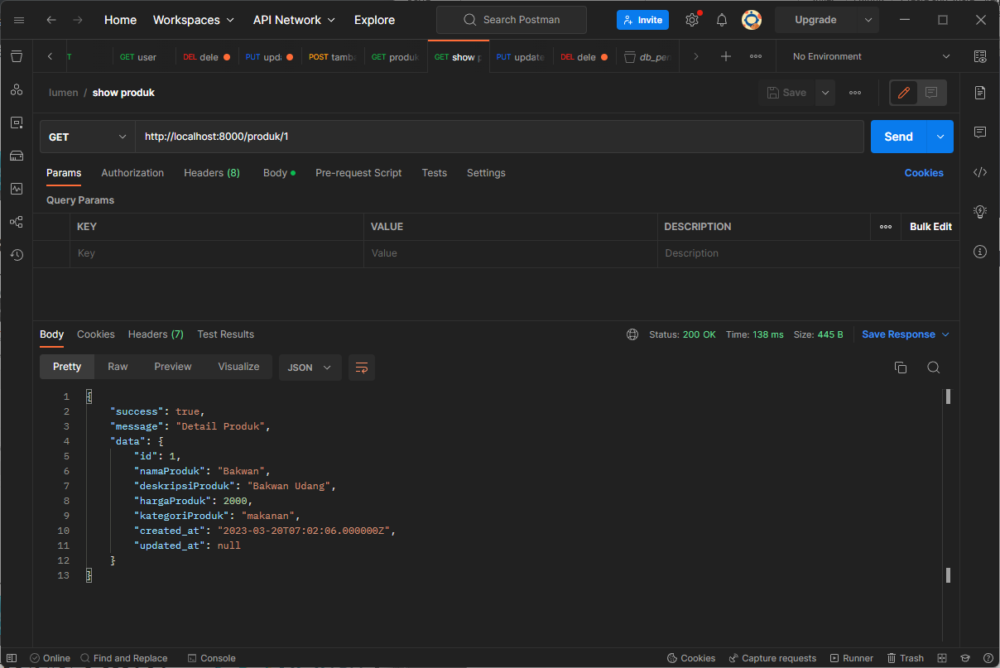 Home Workspaces API Network Explore Search Postman Invite Upgrade
T GET user DEL dele PUT upda POST tamb GET produk GET show p PUT update DEL dele db_per No Environment
lumen / show produk Save
GET http://localhost:8000/produk/1 Send
Params Authorization Headers (8) Body Pre-request Script Tests Settings Cookies
Query Params
KEY VALUE DESCRIPTION Bulk Edit
Key Value Description
Body Cookies Headers (7) Test Results Status: 200 OK Time: 138 ms Size: 445 B Save Response
Pretty Raw Preview Visualize JSON
1 {
2 "success": true,
3 "message": "Detail Produk",
4 "data": {
5 "id": 1,
6 "namaProduk": "Bakwan",
7 "deskripsiProduk": "Bakwan Udang",
8 "hargaProduk": 2000,
9 "kategoriProduk": "makanan",
10 "created_at": "2023-03-20T07:02:06.000000Z",
11 "updated_at": null
12 }
13 }
Online Find and Replace Console Cookies Capture requests Runner Trash